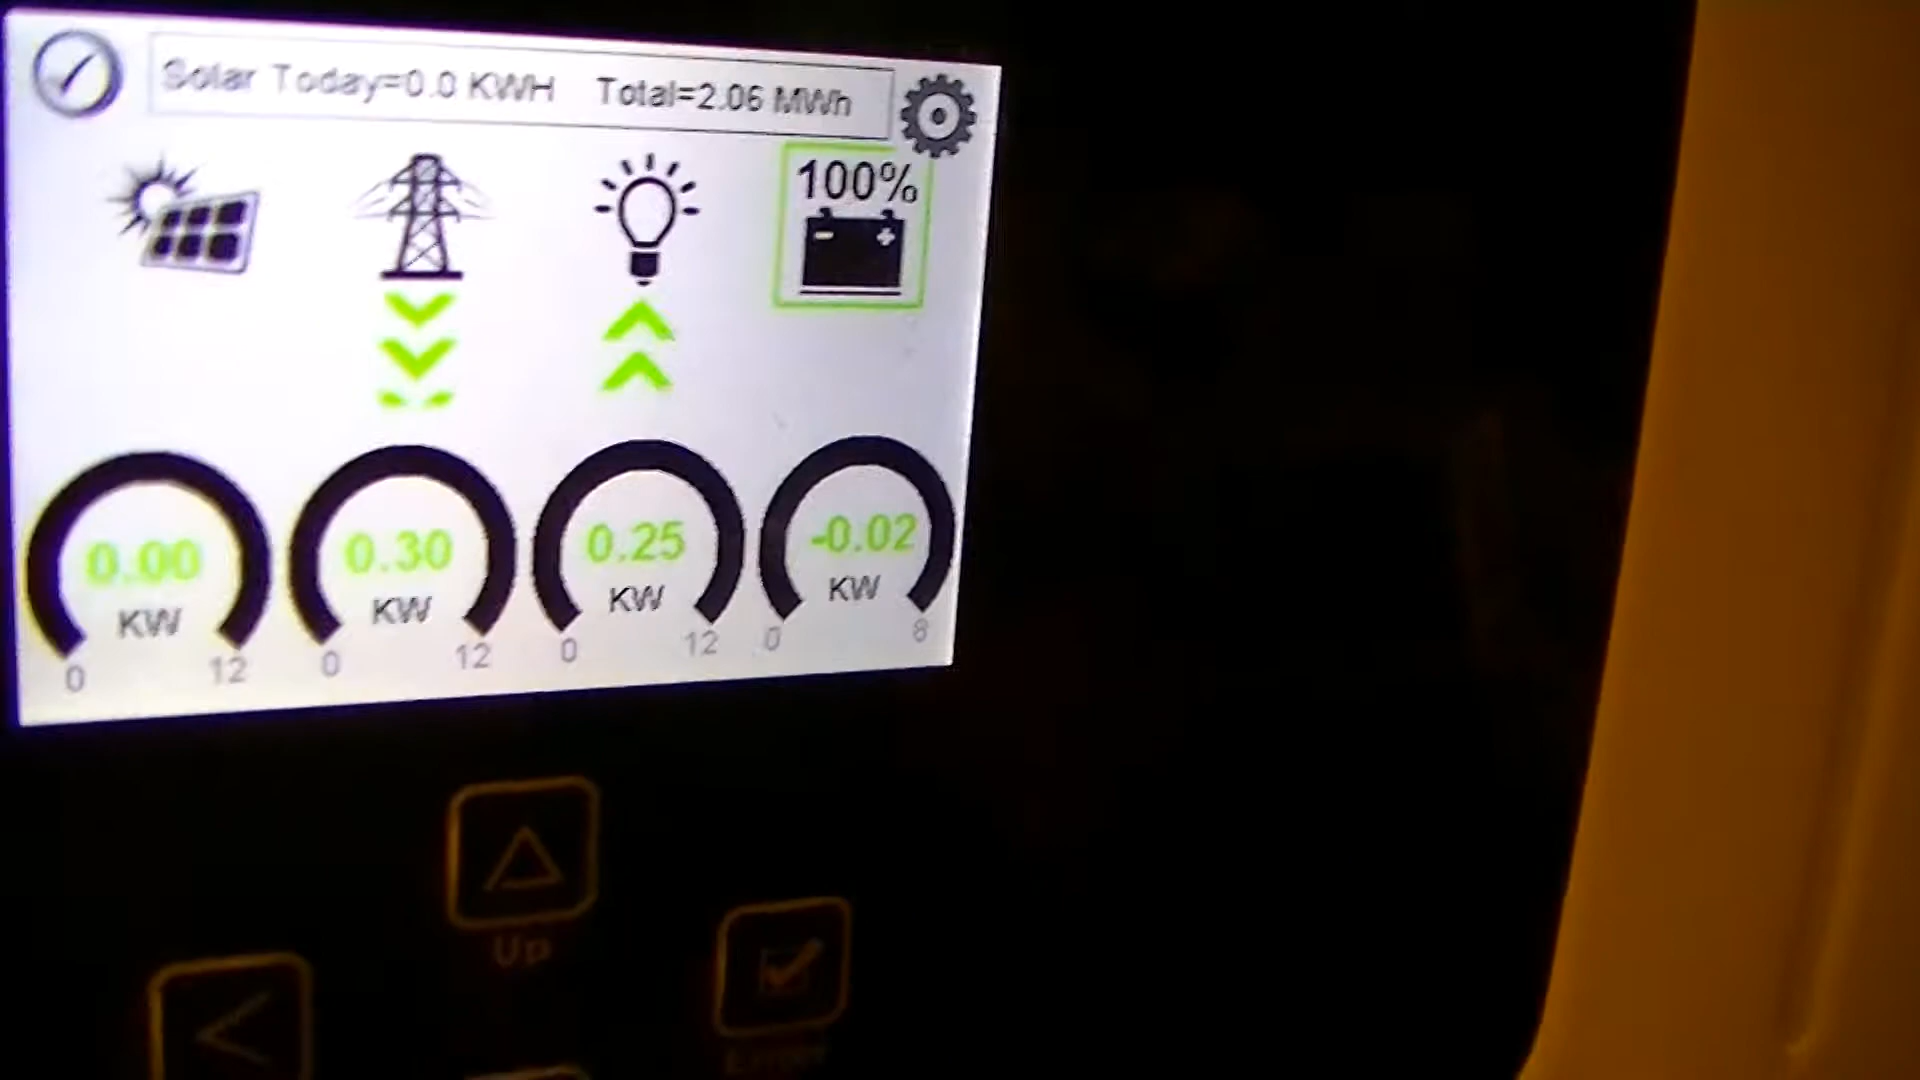 Solar Today=0.0 KWH Total=2.06 MWh
100%
0.00 0.30 0.25 -0.02
KW KW KW KW
0 12 0 12 0 12 0 8
Up
Enter